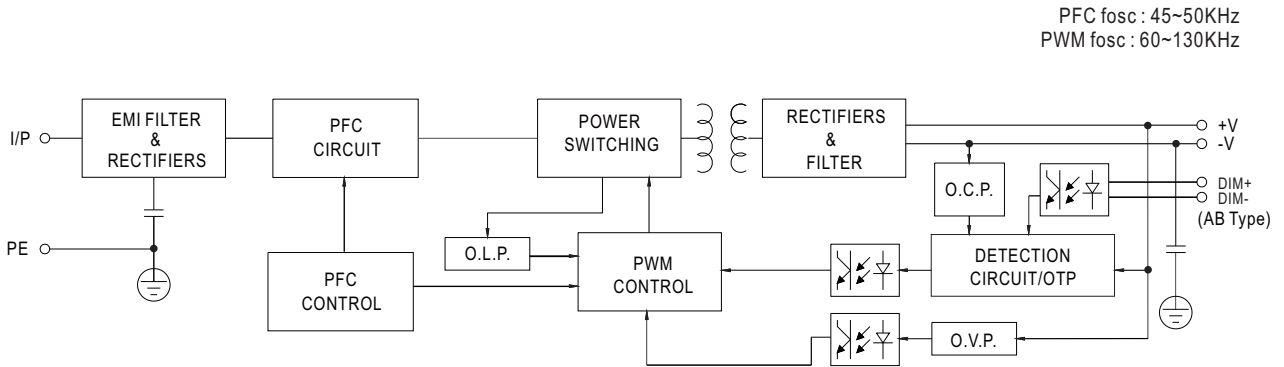 PFC fosc : 45~50KHz
PWM fosc : 60~130KHz
I/P
EMI FILTER
&
RECTIFIERS
PFC
CIRCUIT
POWER
SWITCHING
RECTIFIERS
&
FILTER
+V
-V
O.C.P.
DIM+
DIM-
(AB Type)
PE
O.L.P.
PFC
CONTROL
PWM
CONTROL
DETECTION
CIRCUIT/OTP
O.V.P.